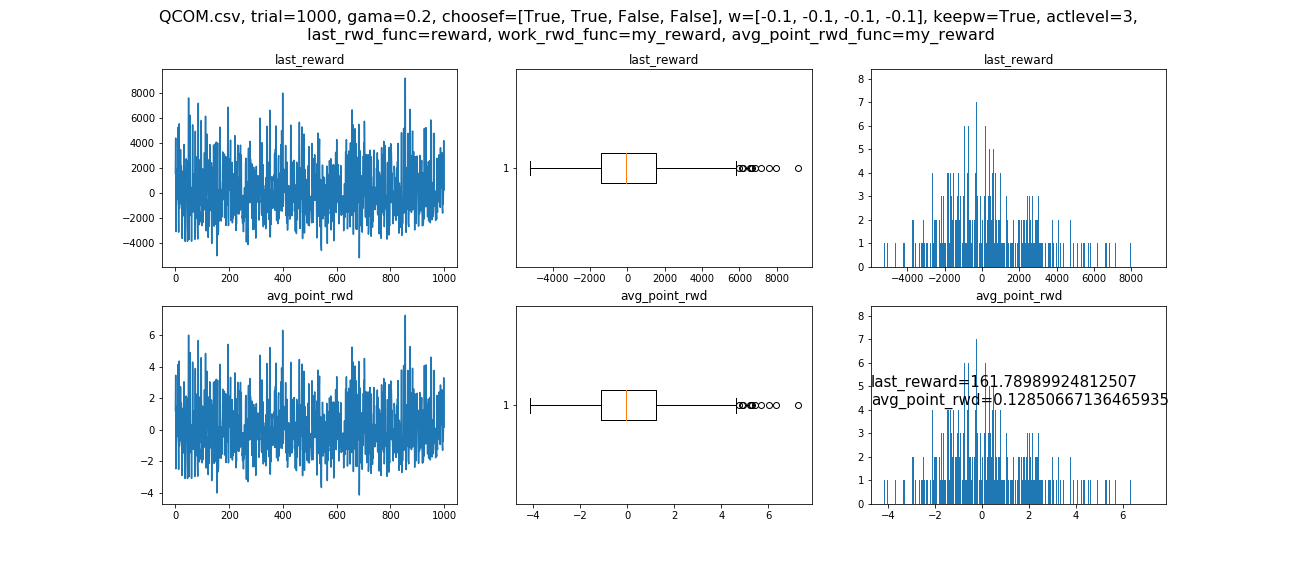 QCOM.csv, trial=1000, gama=0.2, choosef=[True, True, False, False], w=[-0.1, -0.1, -0.1, -0.1], keepw=True, actlevel=3,
last_rwd_func=reward, work_rwd_func=my_reward, avg_point_rwd_func=my_reward
last_reward
8000
6000
4000
2000
0
−2000
−4000
0 200 400 600 800 1000
last_reward
1
−4000 −2000 0 2000 4000 6000 8000
last_reward
8
7
6
5
4
3
2
1
0
−4000 −2000 0 2000 4000 6000 8000
avg_point_rwd
6
4
2
0
−2
−4
0 200 400 600 800 1000
avg_point_rwd
1
−4 −2 0 2 4 6
avg_point_rwd
8
7
6
5
4
3
2
1
0
last_reward=161.78989924812507
avg_point_rwd=0.12850667136465935
−4 −2 0 2 4 6